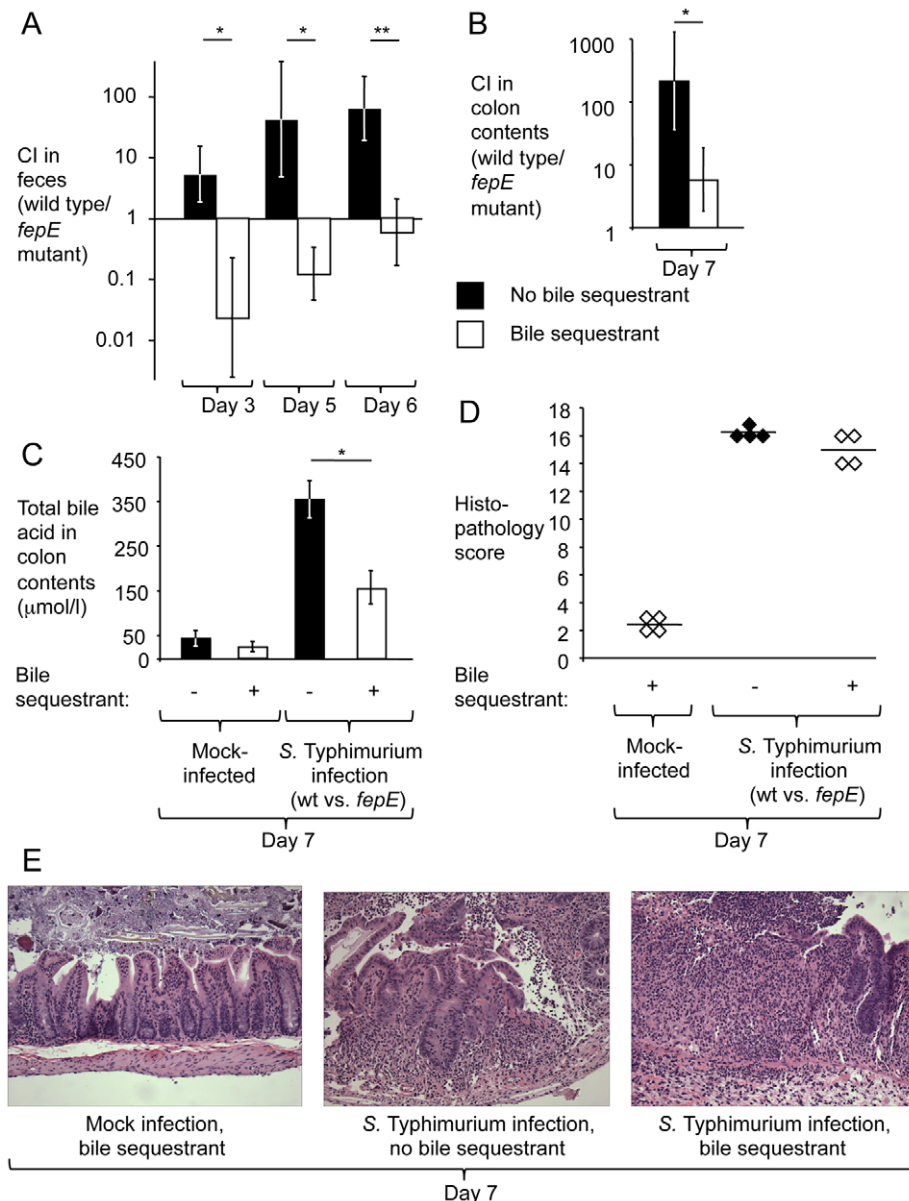 A
*
*
**
100
10
1
0.1
0.01
CI in
feces
(wild type/
fepE
mutant)
Day 3
Day 5
Day 6
B
*
1000
100
10
1
CI in
colon
contents
(wild type/
fepE
mutant)
Day 7
No bile sequestrant
Bile sequestrant
C
*
450
350
250
150
50
0
Total bile
acid in
colon
contents
(μmol/l)
Bile
sequestrant:
-
+
-
+
Mock-
infected
S. Typhimurium
infection
(wt vs. fepE)
Day 7
D
18
16
14
12
10
8
6
4
2
0
Histo-
pathology
score
Bile
sequestrant:
+
-
+
Mock-
infected
S. Typhimurium
infection
(wt vs. fepE)
Day 7
E
Mock infection,
bile sequestrant
S. Typhimurium infection,
no bile sequestrant
S. Typhimurium infection,
bile sequestrant
Day 7